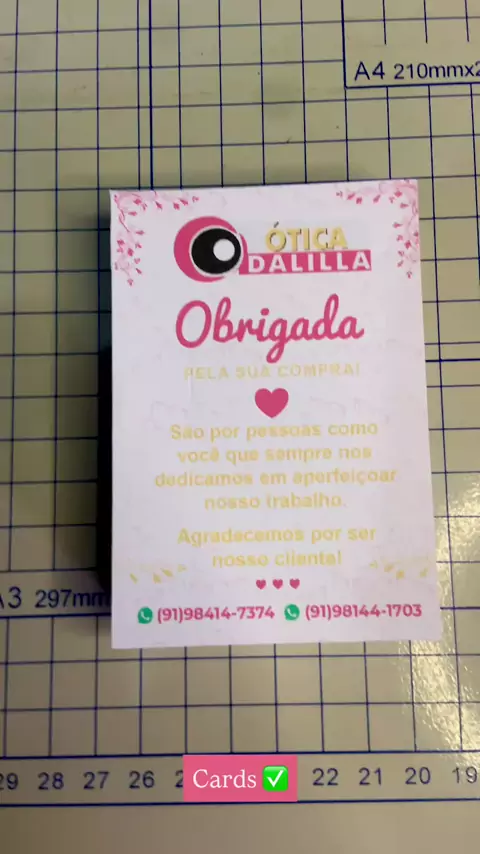 A4 210mmx2
ÓTICA
DALILLA
Obrigada
PELA SUA COMPRA!
São por pessoas como
você que sempre nos
dedicamos em aperfeiçoar
nosso trabalho.
Agradecemos por ser
nosso cliente!
A3 297mm
(91)98414-7374 (91)98144-1703
29 28 27 26 2 22 21 20 19
Cards ✅